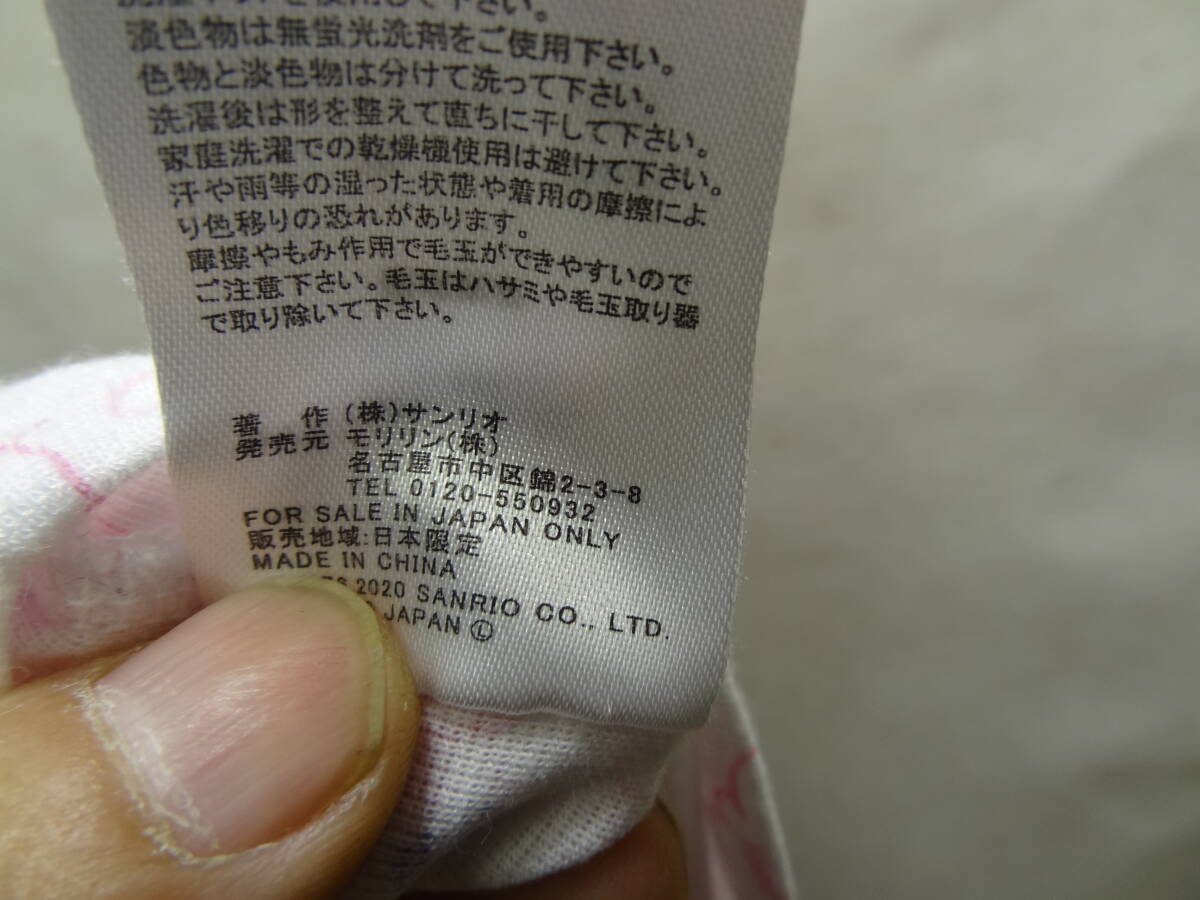 を使用して下さい。
淡色物は無蛍光洗剤をご使用下さい。
色物と淡色物は分けて洗って下さい。
洗濯後は形を整えて直ちに干して下さい。
家庭洗濯での乾燥機使用は避けて下さい。
汗や雨等の湿った状態や着用の摩擦によ
り色移りの恐れがあります。
摩擦やもみ作用で毛玉ができやすいので
ご注意下さい。毛玉はハサミや毛玉取り器
で取り除いて下さい。
著 作 (株)サンリオ
発売元 モリリン(株)
名古屋市中区錦2-3-8
TEL 0120-550932
FOR SALE IN JAPAN ONLY
販売地域:日本限定
MADE IN CHINA
2020 SANRIO CO., LTD.
JAPAN Ⓛ